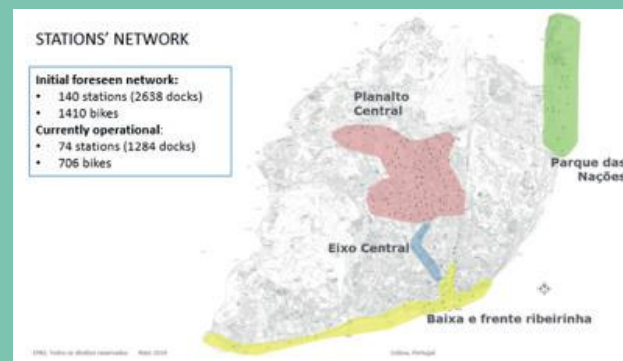 STATIONS' NETWORK
Initial foreseen network:
• 140 stations (2638 docks)
• 1410 bikes
Currently operational:
• 74 stations (1284 docks)
• 706 bikes
Planalto
Central
Parque das
Nações
Eixo Central
Baixa e frente ribeirinha
Lisboa, Portugal